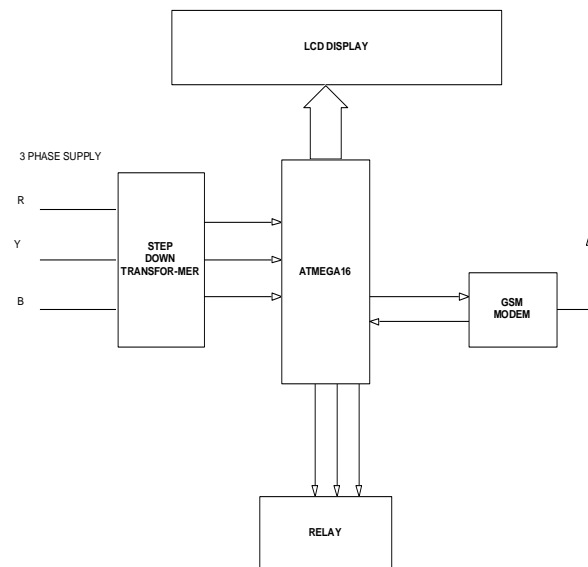 LCD DISPLAY
3 PHASE SUPPLY
R
Y
B
STEP
DOWN
TRANSFOR-MER
ATMEGA16
GSM
MODEM
RELAY